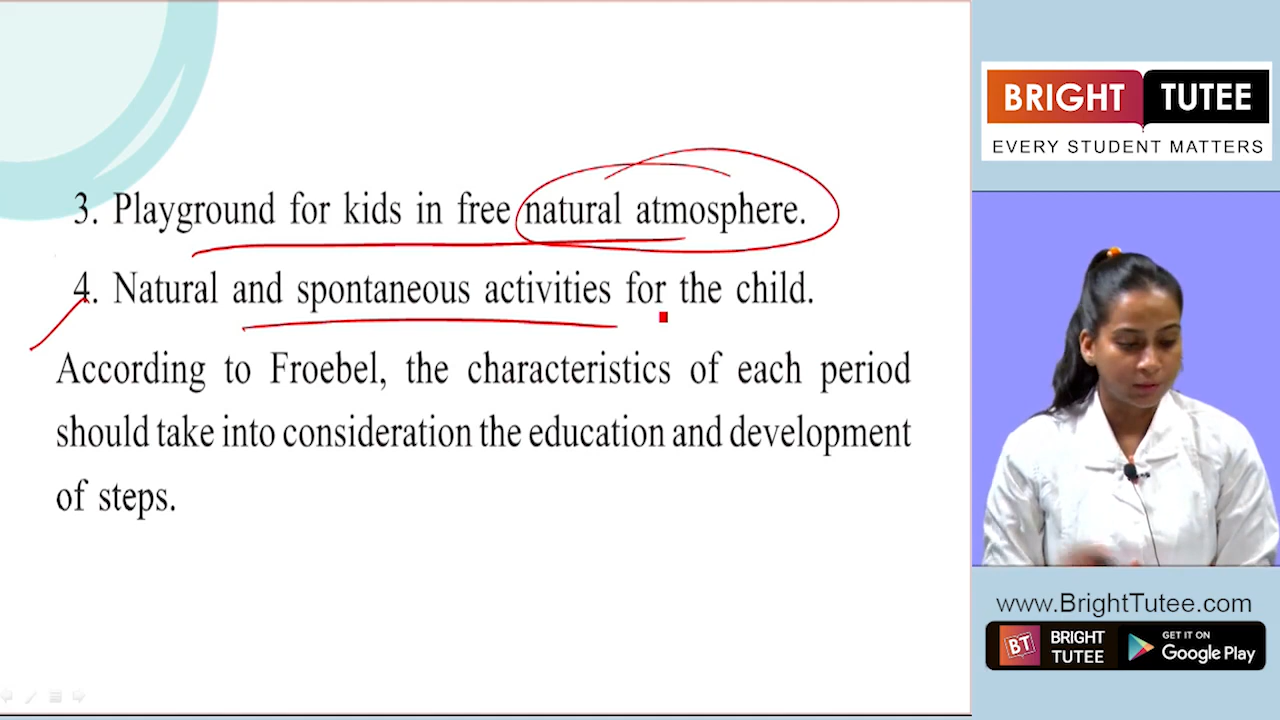 3. Playground for kids in free natural atmosphere.
4. Natural and spontaneous activities for the child.
According to Froebel, the characteristics of each period
should take into consideration the education and development
of steps.
BRIGHT TUTEE
EVERY STUDENT MATTERS
www.BrightTutee.com
BT
BRIGHT
TUTEE
GET IT ON
Google Play